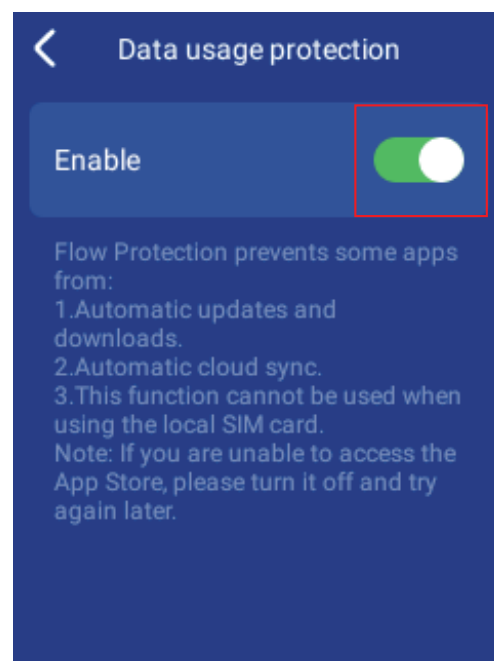 Data usage protection
Enable
Flow Protection prevents some apps
from:
1.Automatic updates and
downloads.
2.Automatic cloud sync.
3.This function cannot be used when
using the local SIM card.
Note: If you are unable to access the
App Store, please turn it off and try
again later.